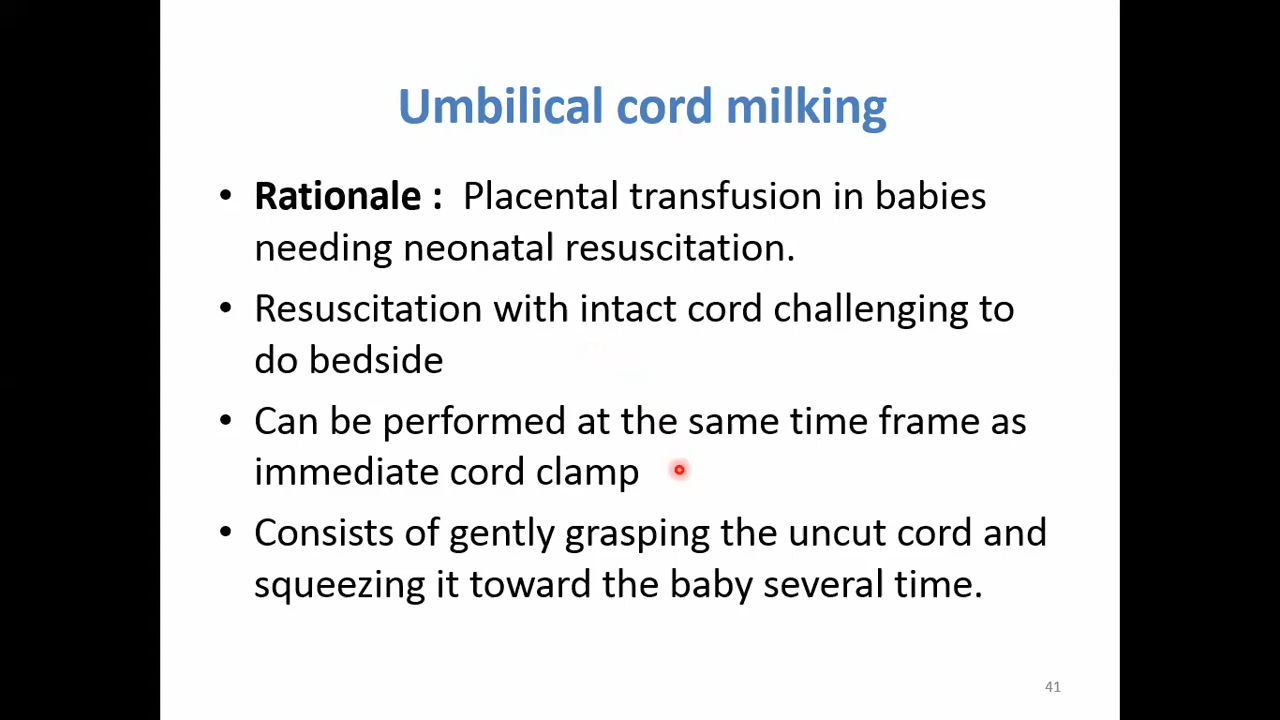 Umbilical cord milking
• Rationale :  Placental transfusion in babies
needing neonatal resuscitation.
• Resuscitation with intact cord challenging to
do bedside
• Can be performed at the same time frame as
immediate cord clamp
• Consists of gently grasping the uncut cord and
squeezing it toward the baby several time.
41